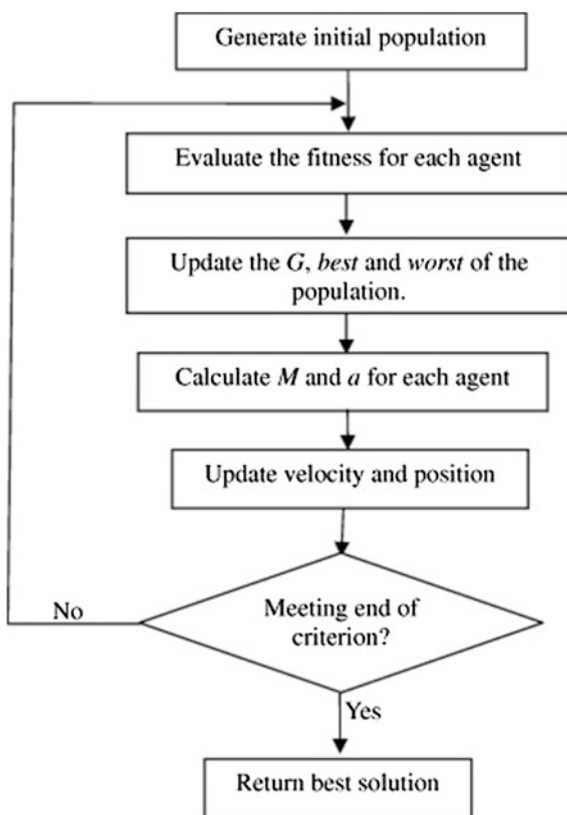 Generate initial population
Evaluate the fitness for each agent
Update the G, best and worst of the
population.
Calculate M and a for each agent
Update velocity and position
Meeting end of
criterion?
No
Yes
Return best solution